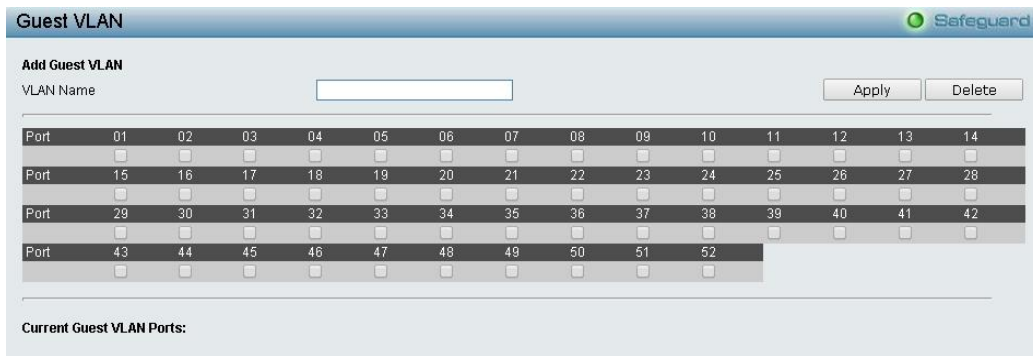 Guest VLAN Safeguard
Add Guest VLAN
VLAN Name Apply Delete
Port 01 02 03 04 05 06 07 08 09 10 11 12 13 14
Port 15 16 17 18 19 20 21 22 23 24 25 26 27 28
Port 29 30 31 32 33 34 35 36 37 38 39 40 41 42
Port 43 44 45 46 47 48 49 50 51 52
Current Guest VLAN Ports: